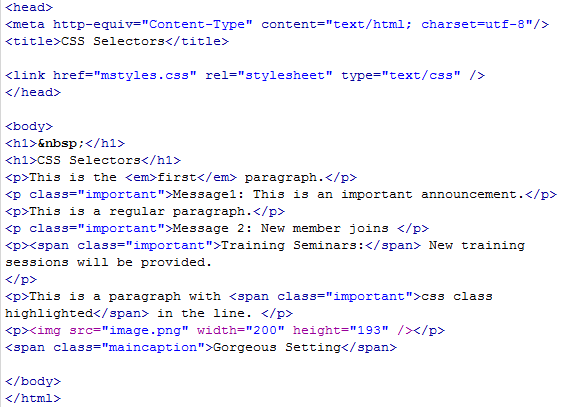 <head>
<meta http-equiv="Content-Type" content="text/html; charset=utf-8"/>
<title>CSS Selectors</title>
<link href="mstyles.css" rel="stylesheet" type="text/css" />
</head>
<body>
<h1>&nbsp;</h1>
<h1>CSS Selectors</h1>
<p>This is the <em>first</em> paragraph.</p>
<p class="important">Message1: This is an important announcement.</p>
<p>This is a regular paragraph.</p>
<p class="important">Message 2: New member joins </p>
<p><span class="important">Training Seminars:</span> New training
sessions will be provided.
</p>
<p>This is a paragraph with <span class="important">css class
highlighted</span> in the line. </p>
<p><img src="image.png" width="200" height="193" /></p>
<span class="maincaption">Gorgeous Setting</span>
</body>
</html>